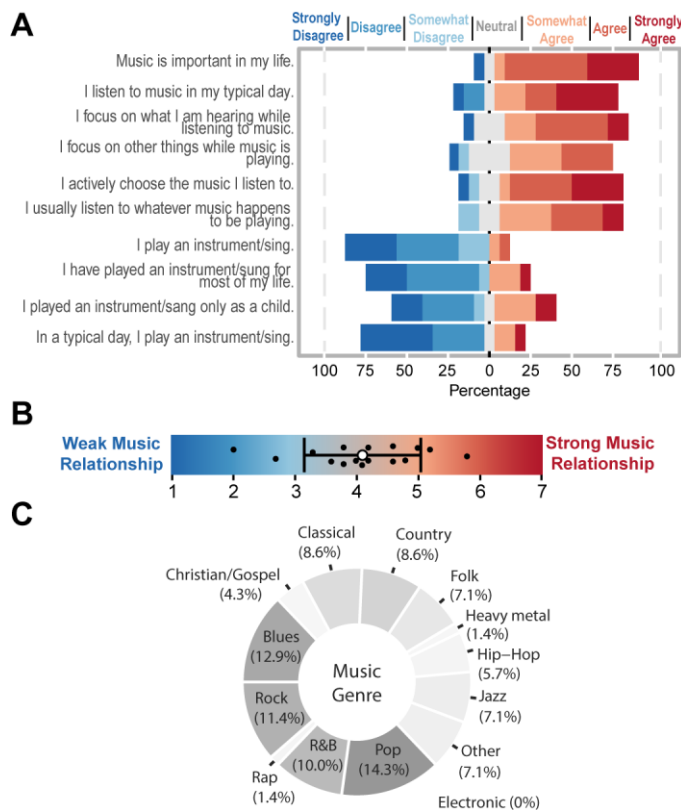 A
Strongly Disagree | Disagree | Somewhat Disagree | Neutral | Somewhat Agree | Agree | Strongly Agree
Music is important in my life.
I listen to music in my typical day.
I focus on what I am hearing while
listening to music.
I focus on other things while music is
playing.
I actively choose the music I listen to.
I usually listen to whatever music happens
to be playing.
I play an instrument/sing.
I have played an instrument/sung for
most of my life.
I played an instrument/sang only as a child.
In a typical day, I play an instrument/sing.
100 75 50 25 0 25 50 75 100
Percentage
B
Weak Music
Relationship
Strong Music
Relationship
1 2 3 4 5 6 7
C
Classical
(8.6%)
Country
(8.6%)
Folk
(7.1%)
Heavy metal
(1.4%)
Hip-Hop
(5.7%)
Jazz
(7.1%)
Other
(7.1%)
Electronic (0%)
Pop
(14.3%)
R&B
(10.0%)
Rap
(1.4%)
Rock
(11.4%)
Blues
(12.9%)
Christian/Gospel
(4.3%)
Music
Genre